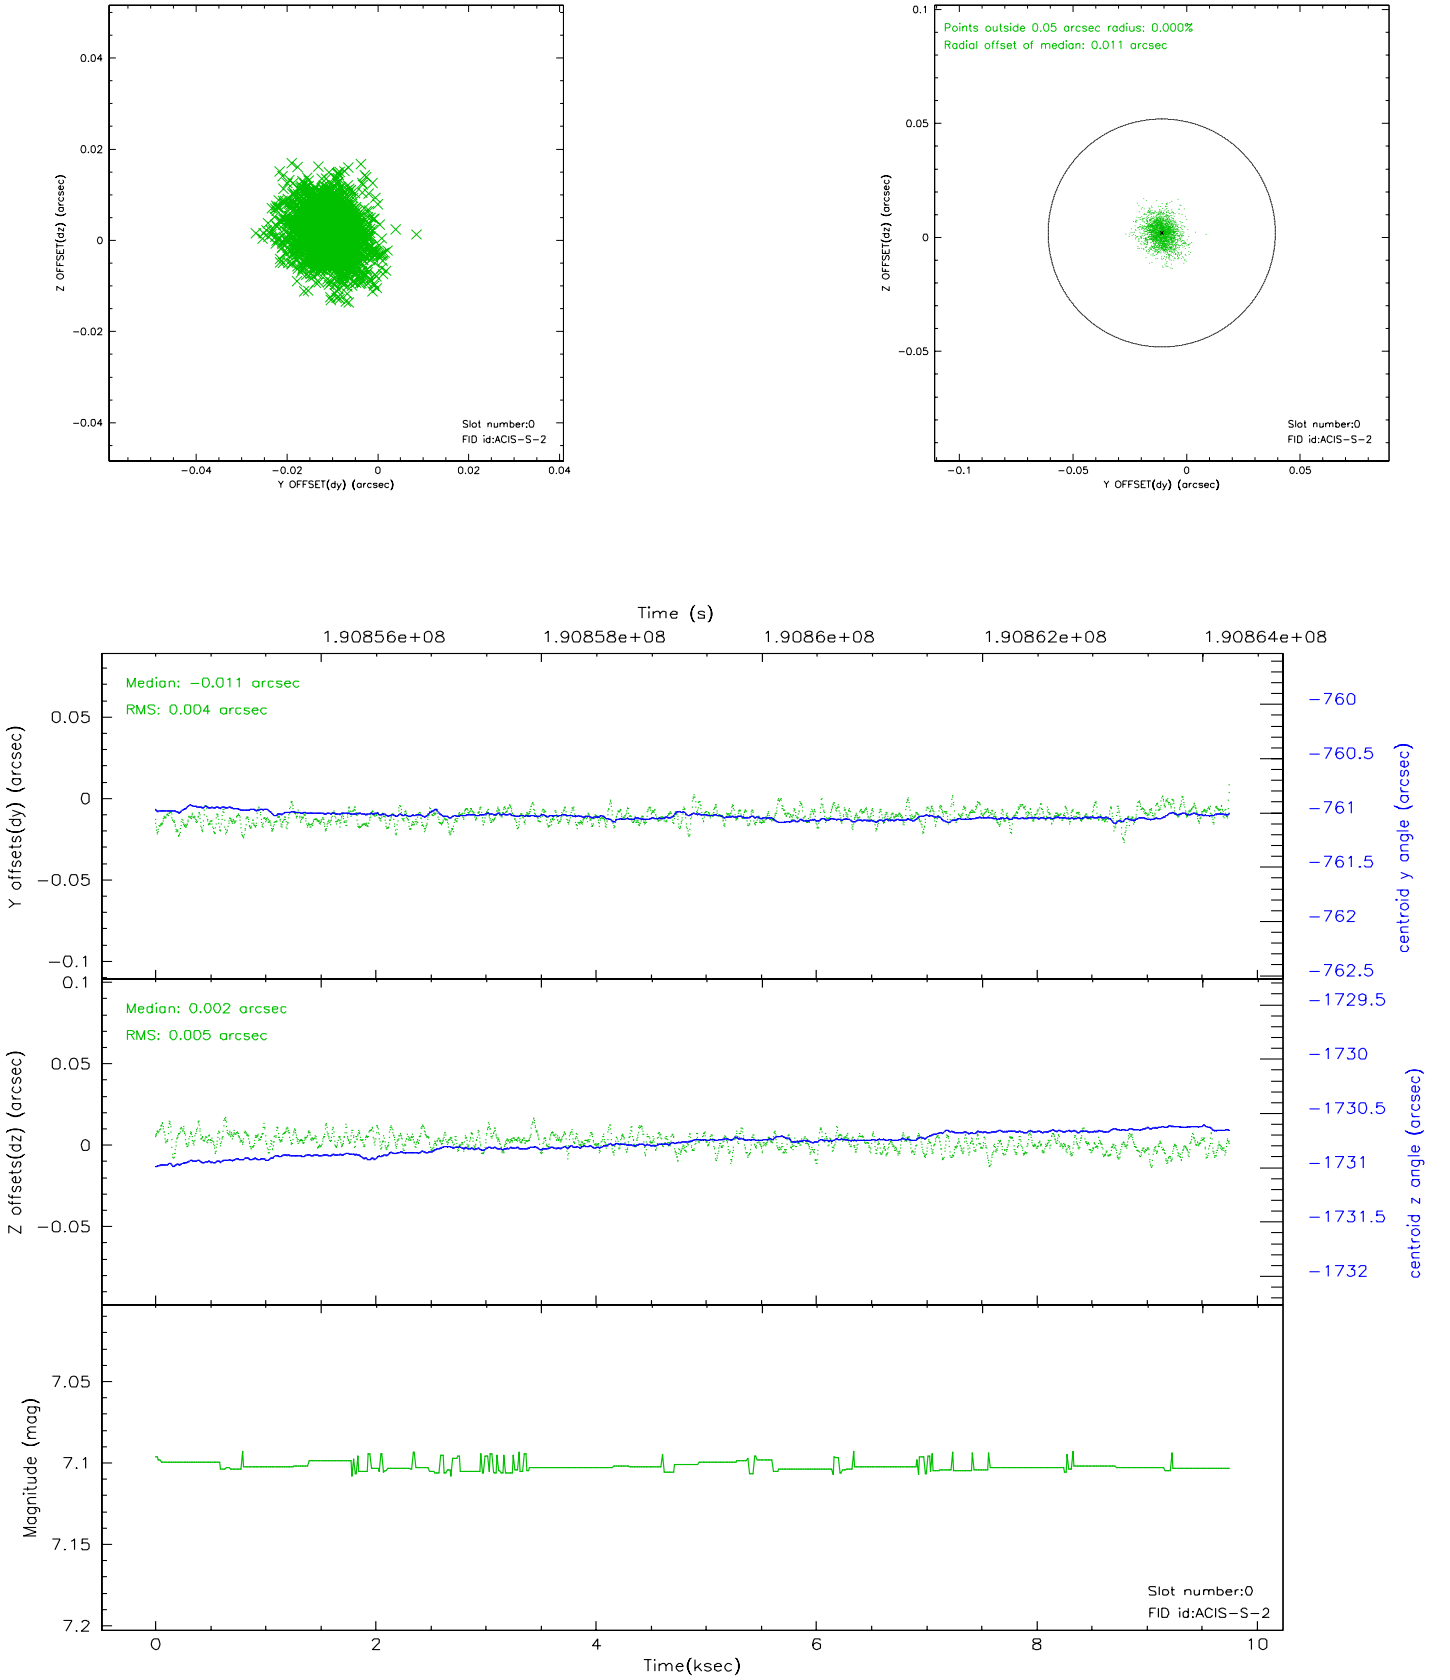 0.04
0.02
0
−0.02
−0.04
Z OFFSET(dz) (arcsec)
Slot number:0
FID id:ACIS−S−2
−0.04
−0.02
0
0.02
0.04
Y OFFSET(dy) (arcsec)
Points outside 0.05 arcsec radius: 0.000%
Radial offset of median: 0.011 arcsec
0.1
0.05
0
−0.05
Z OFFSET(dz) (arcsec)
Slot number:0
FID id:ACIS−S−2
−0.1
−0.05
0
0.05
Y OFFSET(dy) (arcsec)
Time (s)
1.90856e+08
1.90858e+08
1.9086e+08
1.90862e+08
1.90864e+08
Median: −0.011 arcsec
RMS: 0.004 arcsec
0.05
0
−0.05
−0.1
Y offsets(dy) (arcsec)
−760
−760.5
−761
−761.5
−762
−762.5
centroid y angle (arcsec)
Median: 0.002 arcsec
RMS: 0.005 arcsec
0.1
0.05
0
−0.05
Z offsets(dz) (arcsec)
−1729.5
−1730
−1730.5
−1731
−1731.5
−1732
centroid z angle (arcsec)
7.05
7.1
7.15
7.2
Magnitude (mag)
Slot number:0
FID id:ACIS−S−2
0
2
4
6
8
10
Time(ksec)